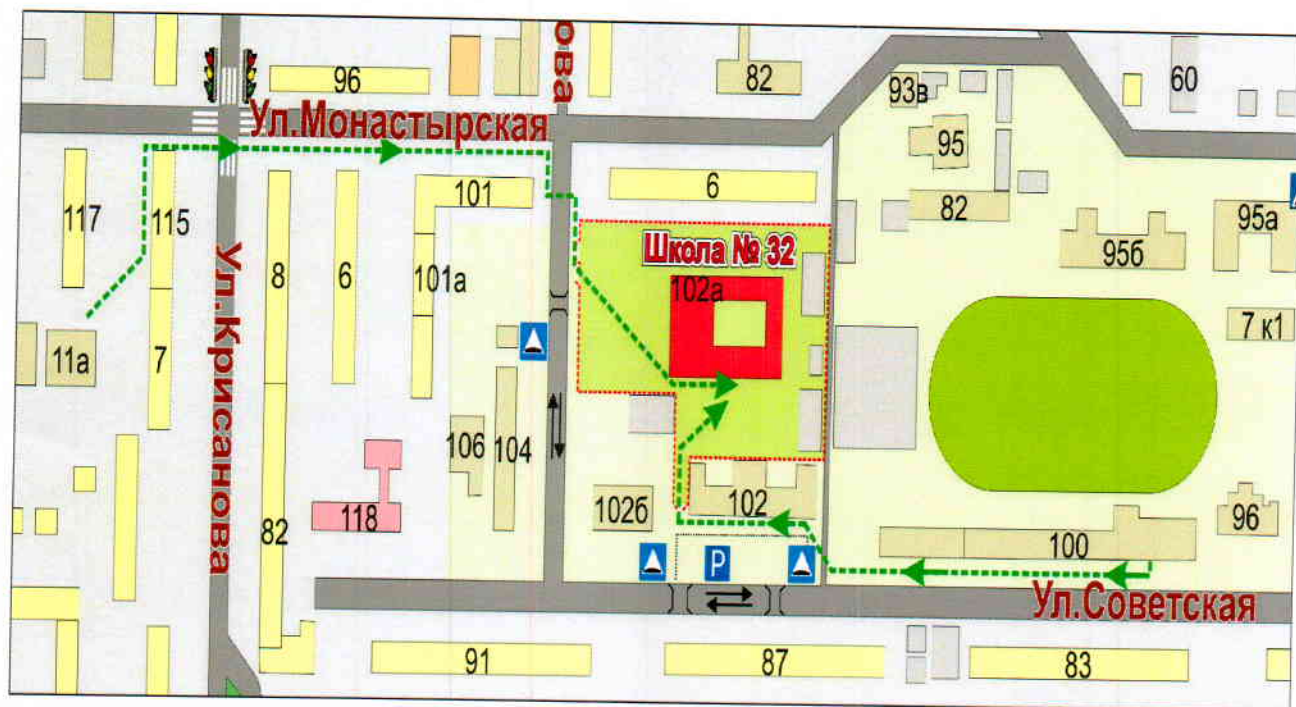 ова
96
82
60
93в
Ул.Монастырская
95
117
115
101
6
82
95а
95б
Школа № 32
102а
8
6
101а
7 к1
11а
7
Ул.Крисанова
106
104
102б
102
118
82
P
100
96
Ул.Советская
91
87
83